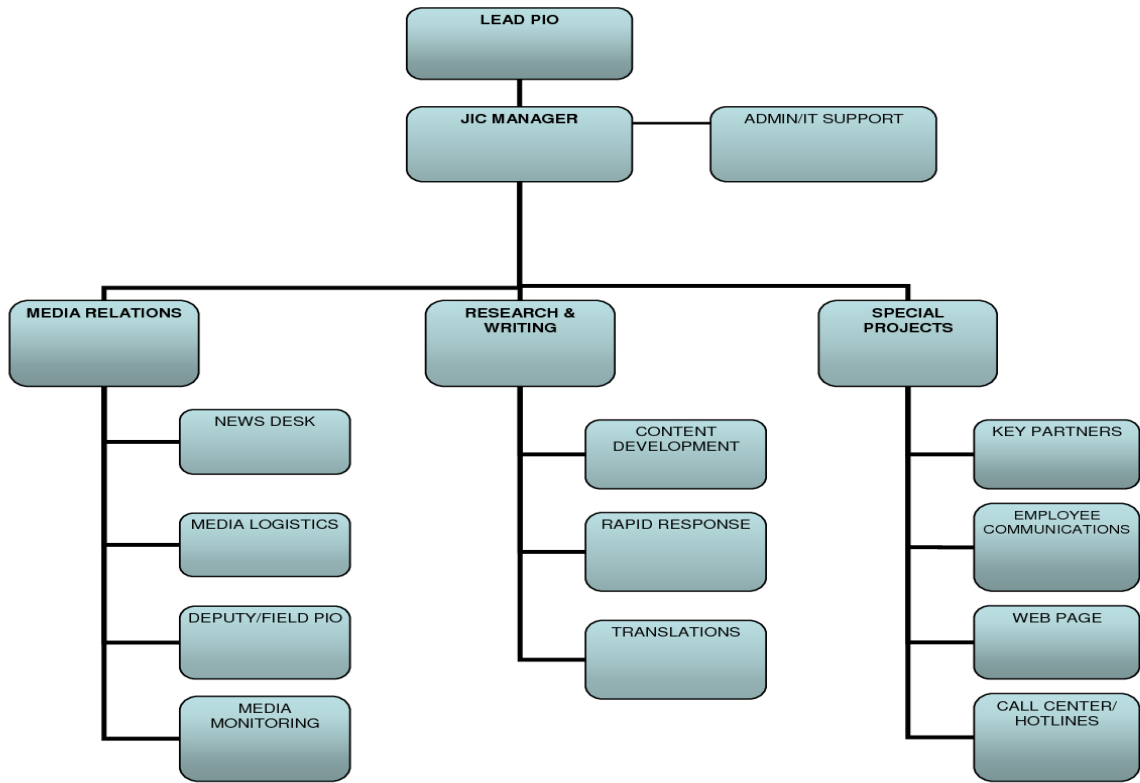 LEAD PIO
JIC MANAGER
ADMIN/IT SUPPORT
MEDIA RELATIONS
NEWS DESK
MEDIA LOGISTICS
DEPUTY/FIELD PIO
MEDIA
MONITORING
RESEARCH &
WRITING
CONTENT
DEVELOPMENT
RAPID RESPONSE
TRANSLATIONS
SPECIAL
PROJECTS
KEY PARTNERS
EMPLOYEE
COMMUNICATIONS
WEB PAGE
CALL CENTER/
HOTLINES